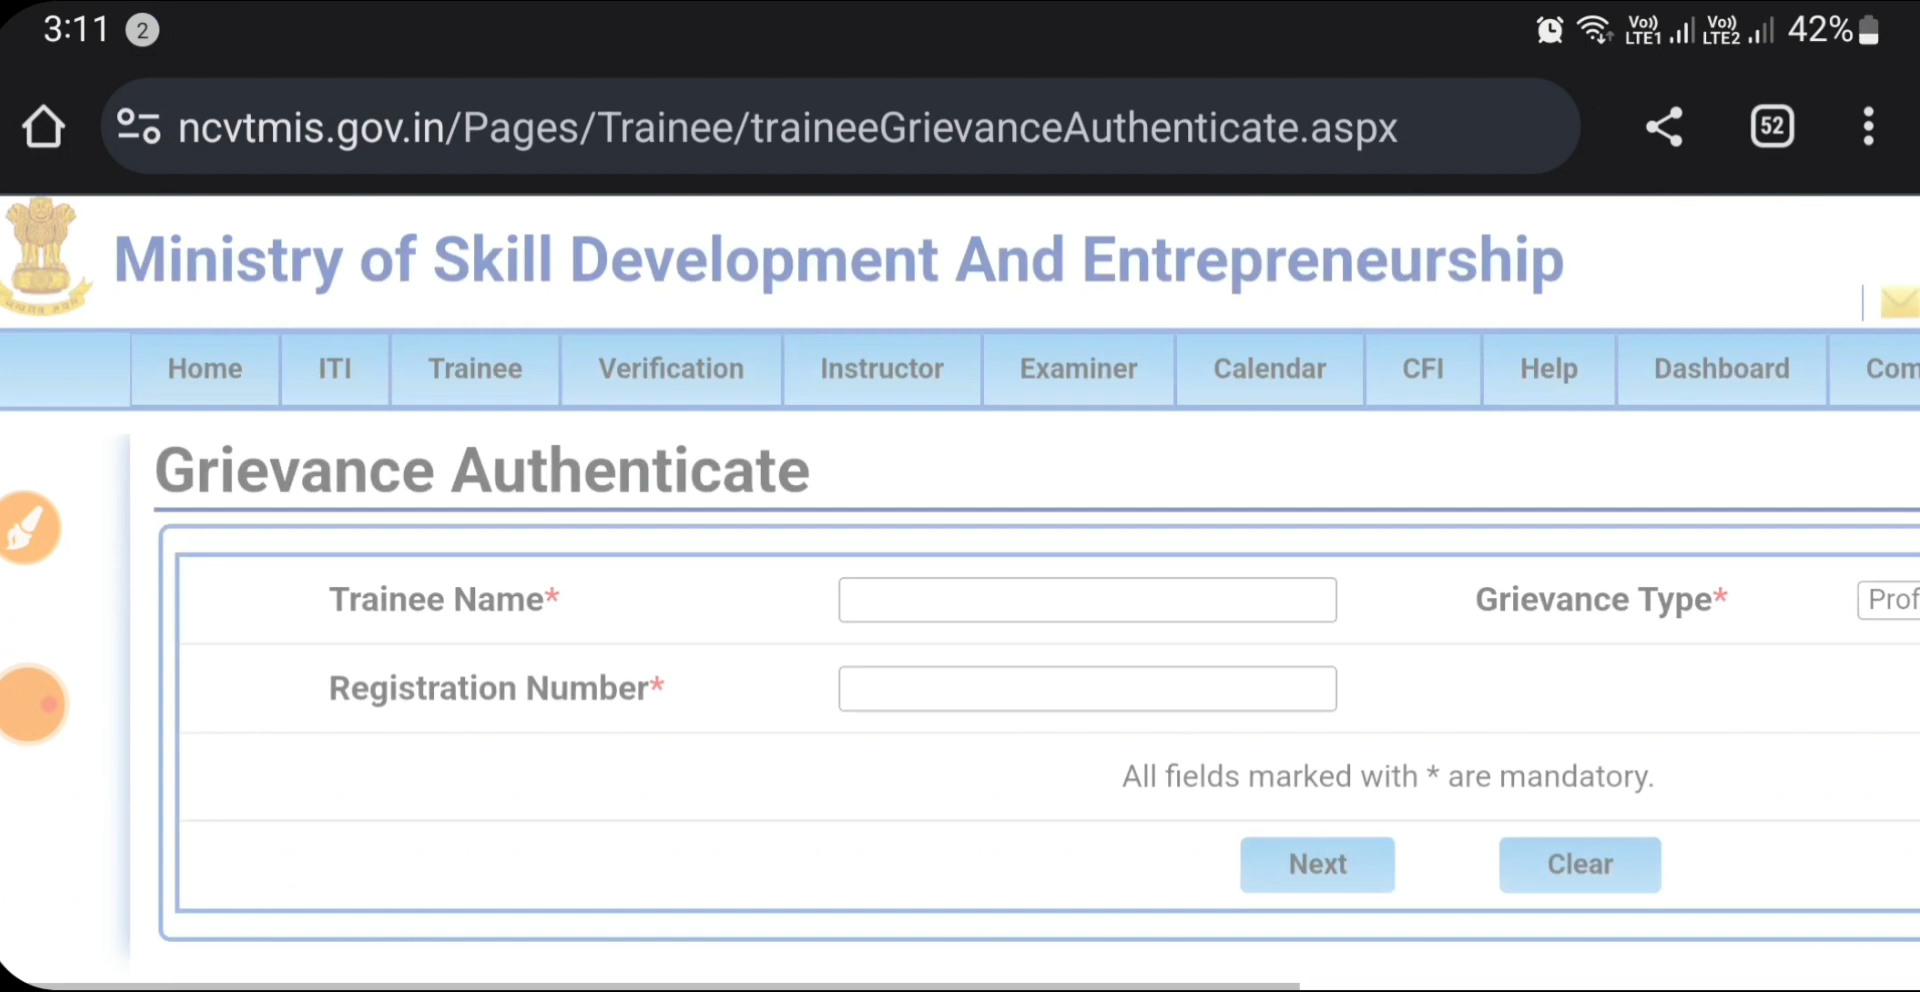 3:11 2 Vo)) LTE1 Vo)) LTE2 42%
ncvtmis.gov.in/Pages/Trainee/traineeGrievanceAuthenticate.aspx 52
Ministry of Skill Development And Entrepreneurship
Home ITI Trainee Verification Instructor Examiner Calendar CFI Help Dashboard Com
Grievance Authenticate
Trainee Name* Grievance Type* Prof
Registration Number*
All fields marked with * are mandatory.
Next Clear